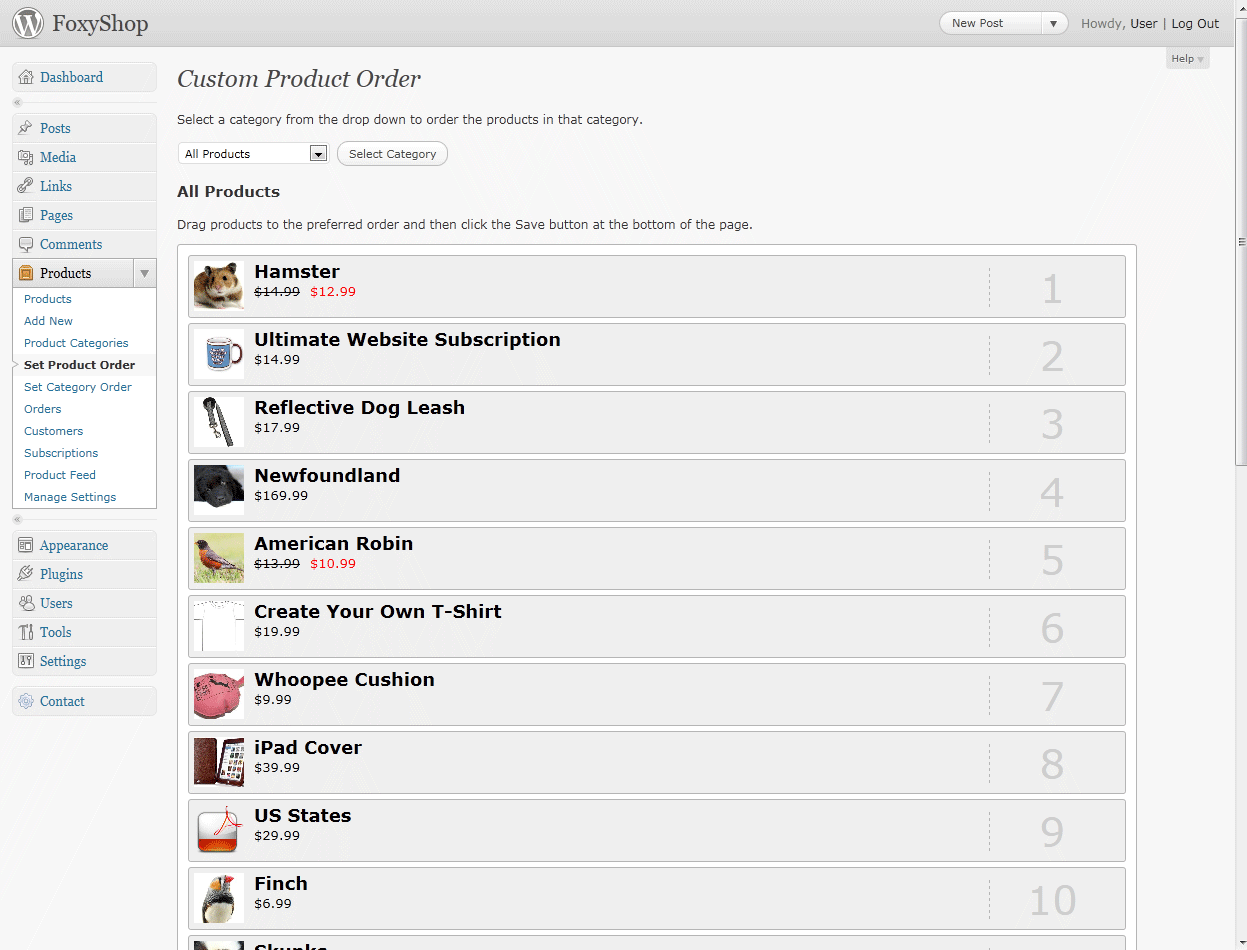 FoxyShop
New Post
Howdy, User | Log Out
Help
Dashboard
Posts
Media
Links
Pages
Comments
Products
Products
Add New
Product Categories
Set Product Order
Set Category Order
Orders
Customers
Subscriptions
Product Feed
Manage Settings
Appearance
Plugins
Users
Tools
Settings
Contact
Custom Product Order
Select a category from the drop down to order the products in that category.
All Products
Select Category
All Products
Drag products to the preferred order and then click the Save button at the bottom of the page.
Hamster
$14.99 $12.99
1
Ultimate Website Subscription
$14.99
2
Reflective Dog Leash
$17.99
3
Newfoundland
$169.99
4
American Robin
$13.99 $10.99
5
Create Your Own T-Shirt
$19.99
6
Whoopee Cushion
$9.99
7
iPad Cover
$39.99
8
US States
$29.99
9
Finch
$6.99
10
Skunks